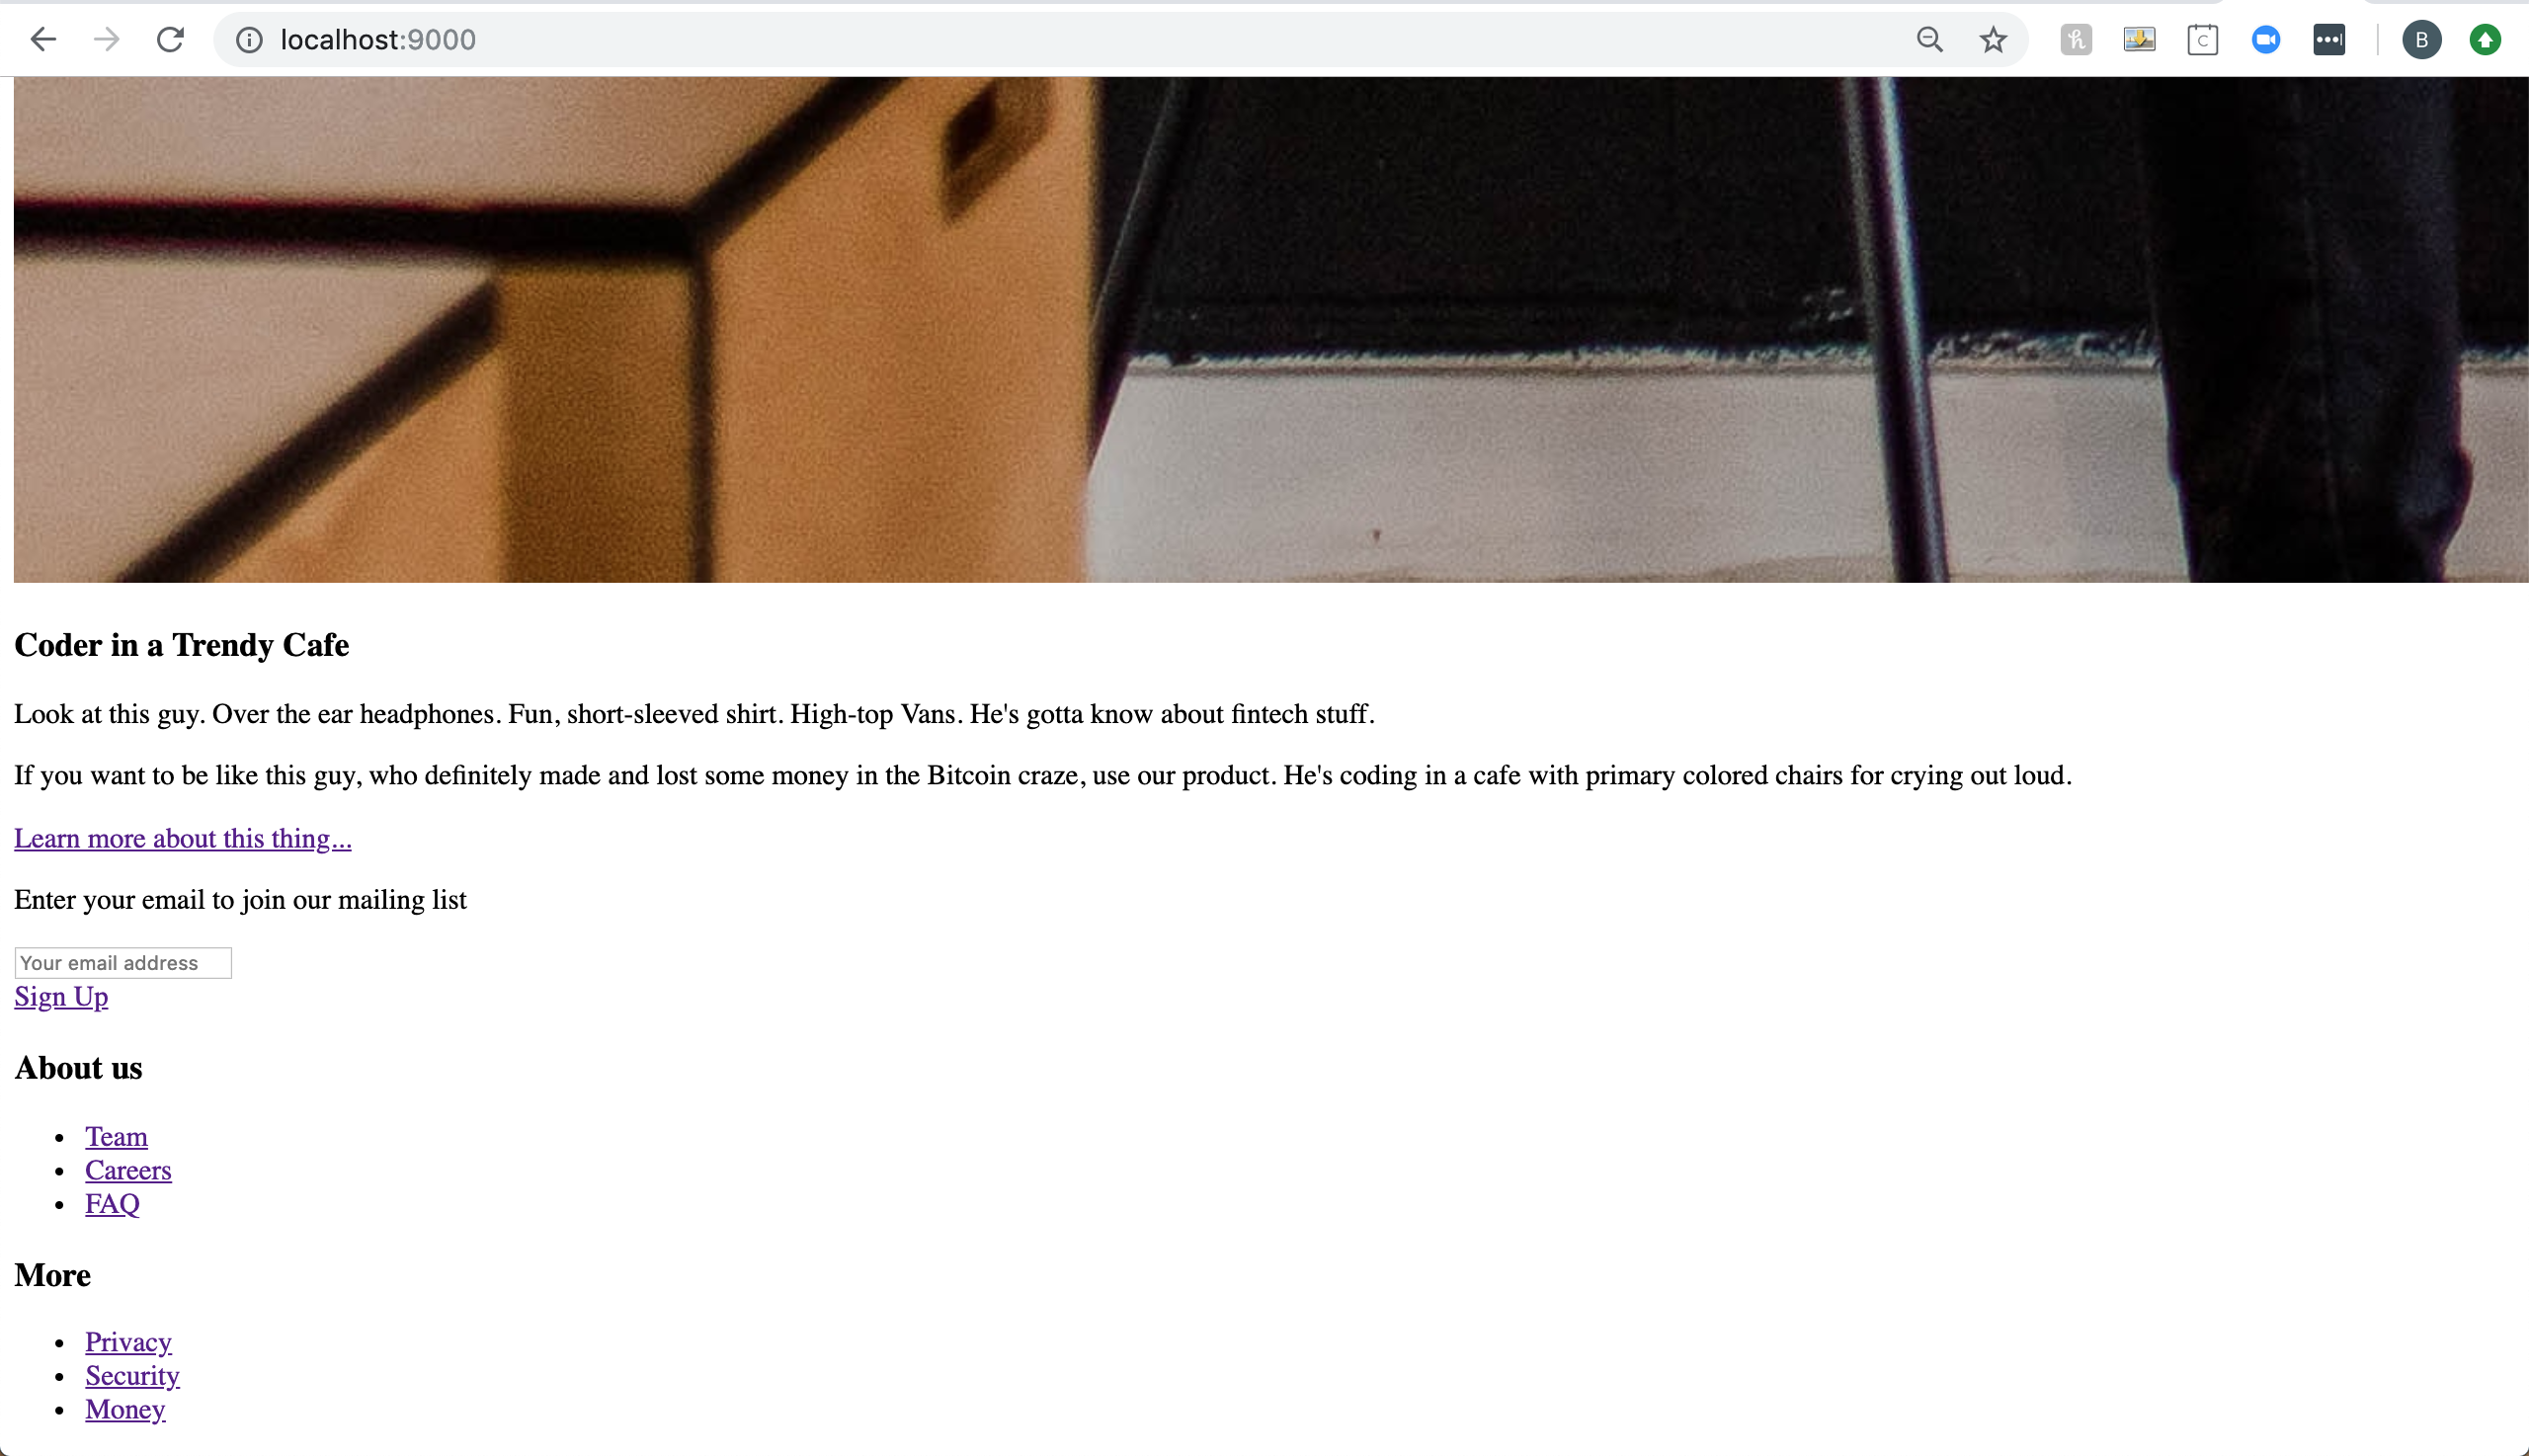 localhost:9000
B
Coder in a Trendy Cafe
Look at this guy. Over the ear headphones. Fun, short-sleeved shirt. High-top Vans. He's gotta know about fintech stuff.
If you want to be like this guy, who definitely made and lost some money in the Bitcoin craze, use our product. He's coding in a cafe with primary colored chairs for crying out loud.
Learn more about this thing...
Enter your email to join our mailing list
Your email address
Sign Up
About us
Team
Careers
FAQ
More
Privacy
Security
Money